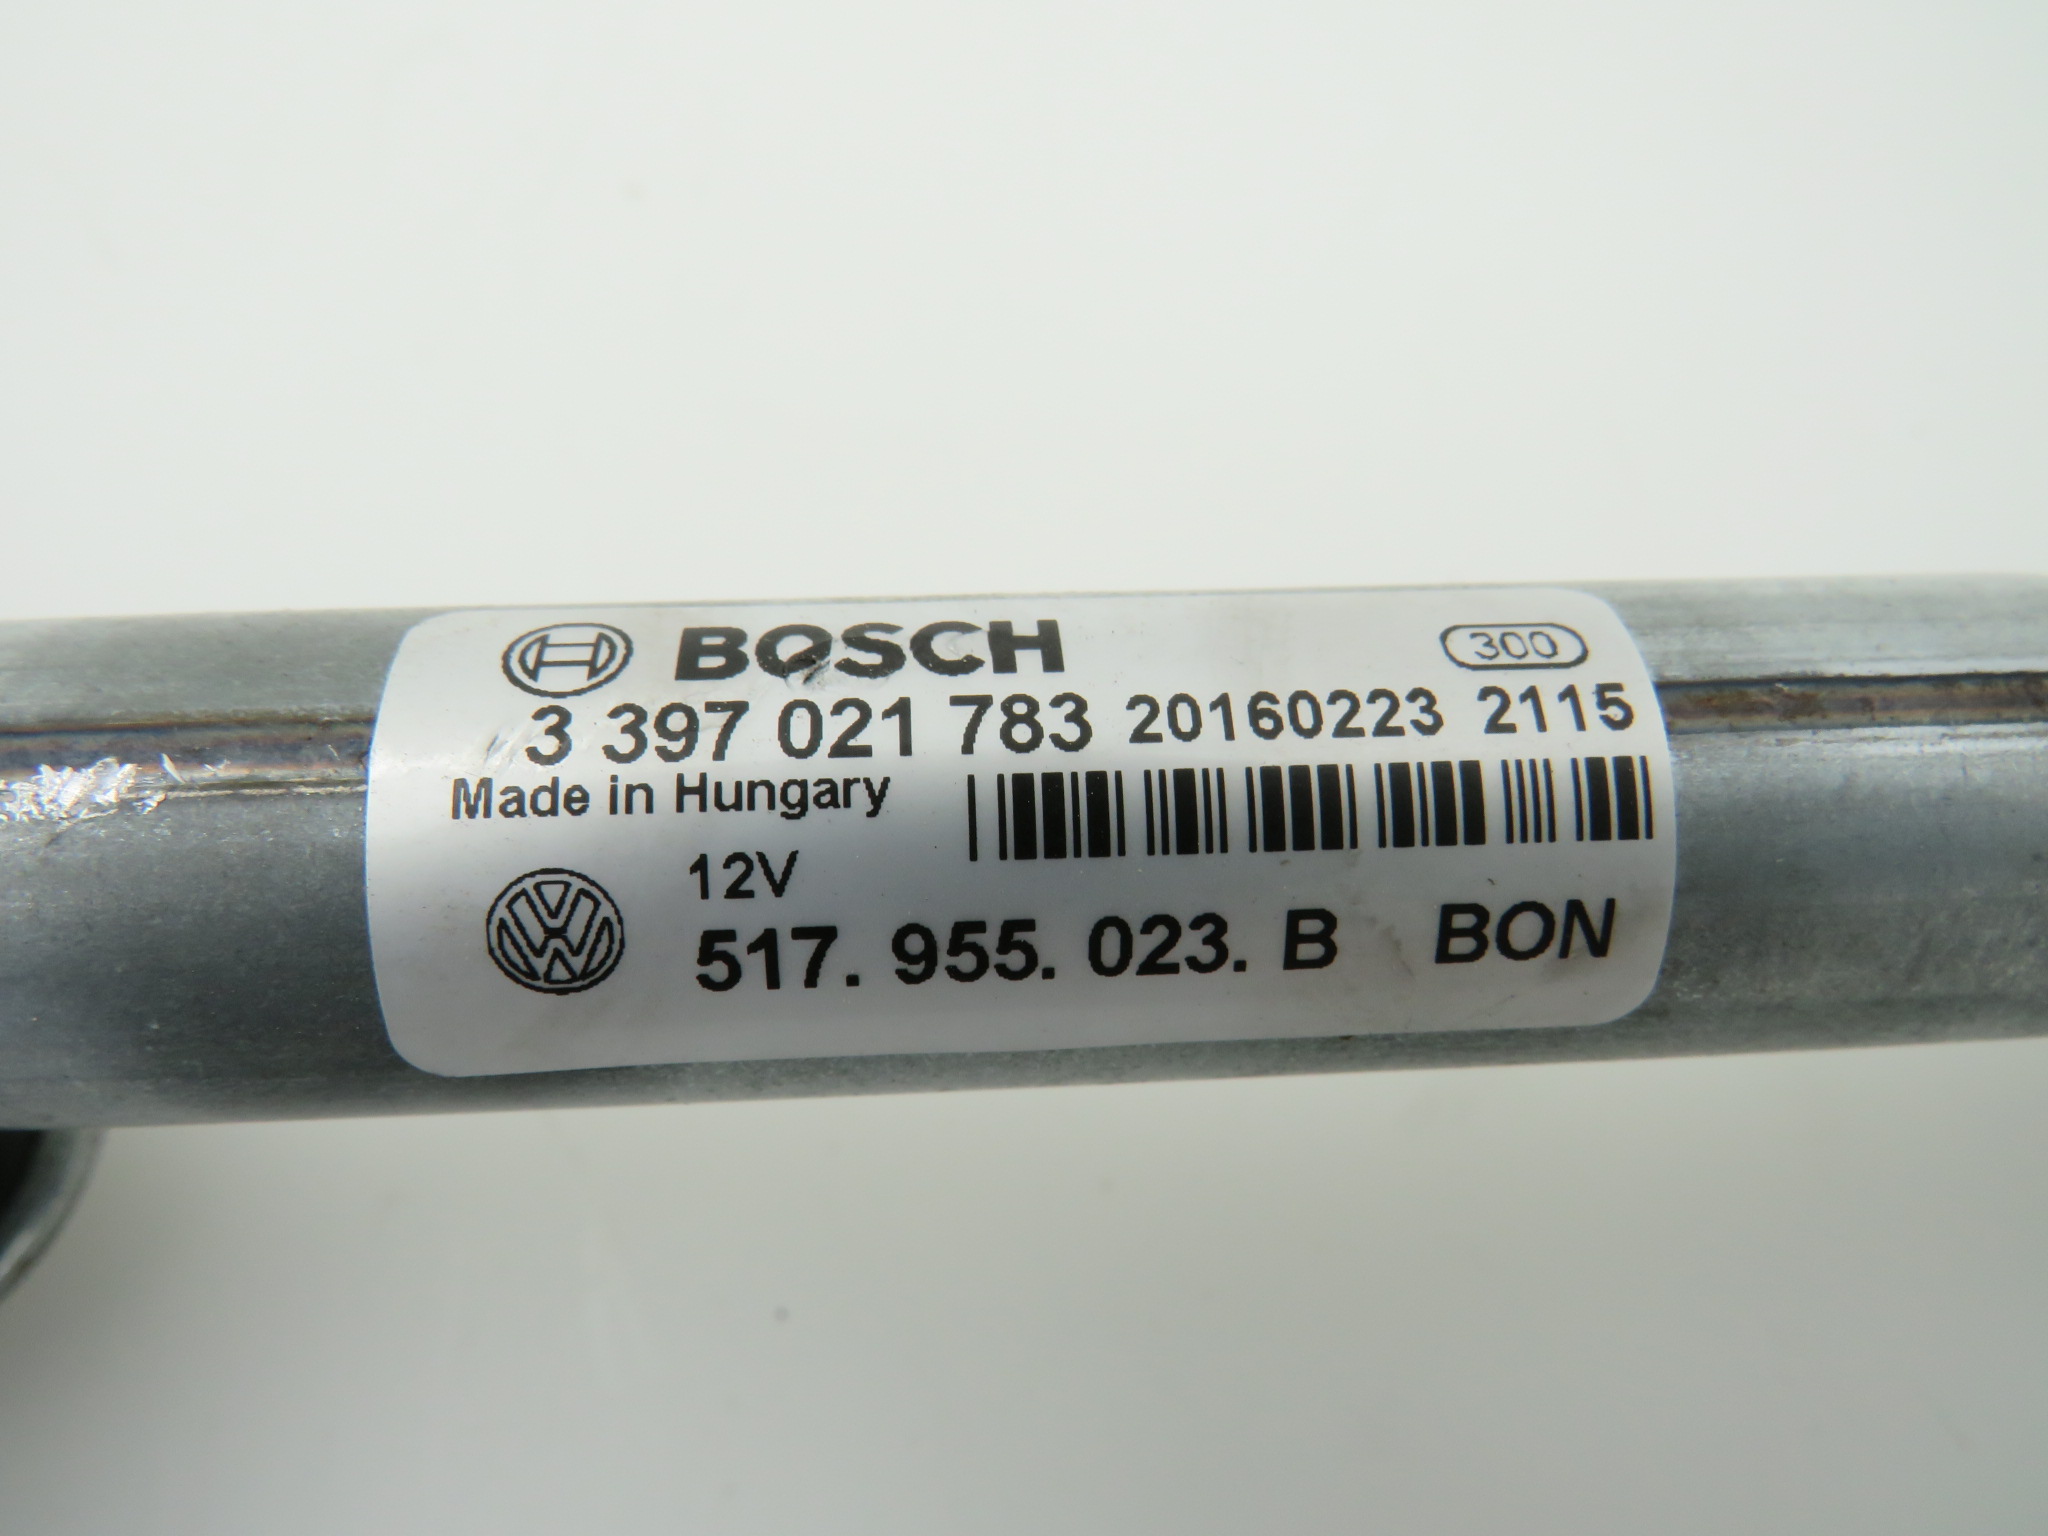 BOSCH 300
3 397 021 783 20160223 2115
Made in Hungary
12V
517. 955. 023. B BON